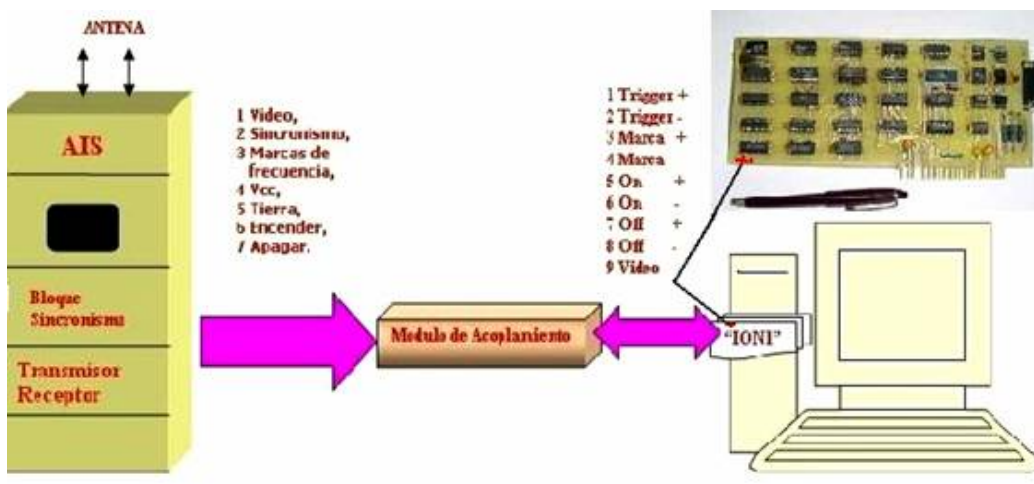 ANTENA
AIS
Bloque
Sincronismo
Transmisor
Receptor
1 Video,
2 Sincronismo,
3 Marcas de
frecuencia,
4 Vcc,
5 Tierra,
6 Encender,
7 Apagar.
Modulo de Acoplamiento
1 Trigger +
2 Trigger -
3 Marca +
4 Marca
5 On +
6 On -
7 Off +
8 Off -
9 Video
"IONI"